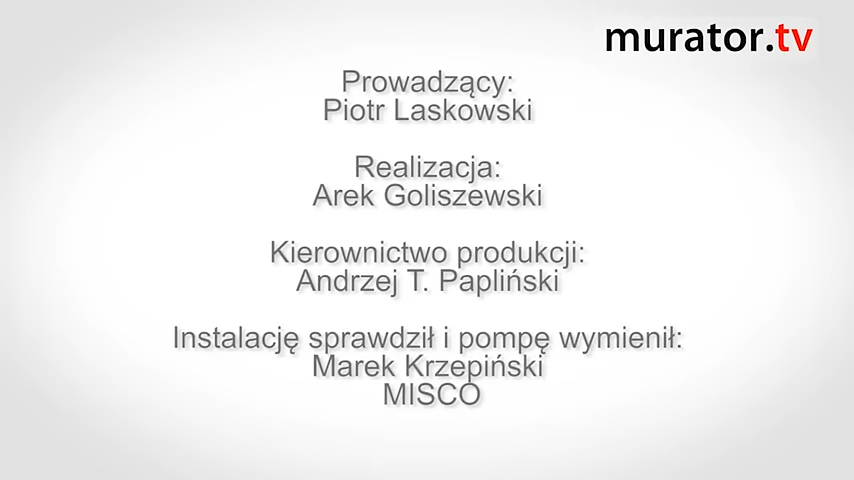 murator.tv
Prowadzący:
Piotr Laskowski
Realizacja:
Arek Goliszewski
Kierownictwo produkcji:
Andrzej T. Papliński
Instalację sprawdził i pompę wymienił:
Marek Krzepiński
MISCO